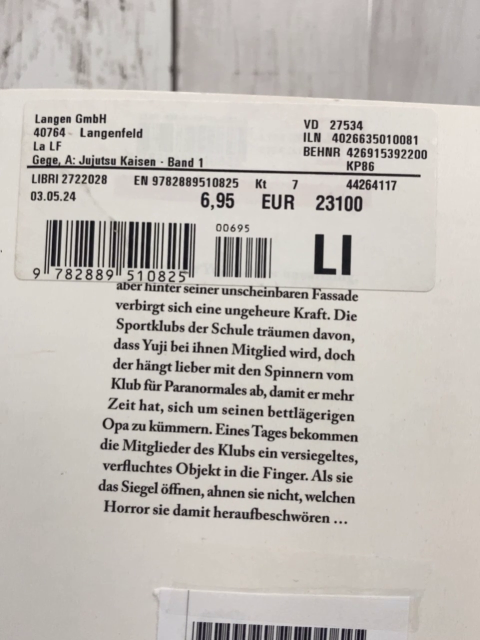 Langen GmbH
40764 Langenfeld
La LF
Gege, A: Jujutsu Kaisen - Band 1
VD 27534
ILN 4026635010081
BEHNR 426915392200
KP86
LIBRI 2722028 EN 9782889510825 Kt 7 44264117
03.05.24 6,95 EUR 23100
00695
LI
9 782889 510825
aber hinter seiner unscheinbaren Fassade
verbirgt sich eine ungeheure Kraft. Die
Sportklubs der Schule träumen davon,
dass Yuji bei ihnen Mitglied wird, doch
der hängt lieber mit den Spinnern vom
Klub für Paranormales ab, damit er mehr
Zeit hat, sich um seinen bettlägerigen
Opa zu kümmern. Eines Tages bekommen
die Mitglieder des Klubs ein versiegeltes,
verfluchtes Objekt in die Finger. Als sie
das Siegel öffnen, ahnen sie nicht, welchen
Horror sie damit heraufbeschwören ...